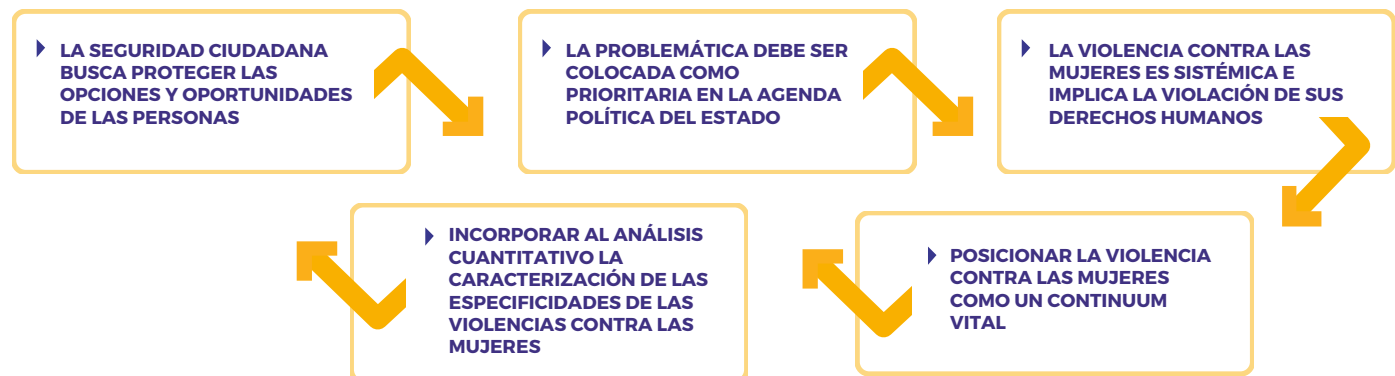 LA SEGURIDAD CIUDADANA
BUSCA PROTEGER LAS
OPCIONES Y OPORTUNIDADES
DE LAS PERSONAS
LA PROBLEMÁTICA DEBE SER
COLOCADA COMO
PRIORITARIA EN LA AGENDA
POLÍTICA DEL ESTADO
LA VIOLENCIA CONTRA LAS
MUJERES ES SISTÉMICA E
IMPLICA LA VIOLACIÓN DE SUS
DERECHOS HUMANOS
POSICIONAR LA VIOLENCIA
CONTRA LAS MUJERES
COMO UN CONTINUUM
VITAL
INCORPORAR AL ANÁLISIS
CUANTITATIVO LA
CARACTERIZACIÓN DE LAS
ESPECIFICIDADES DE LAS
VIOLENCIAS CONTRA LAS
MUJERES